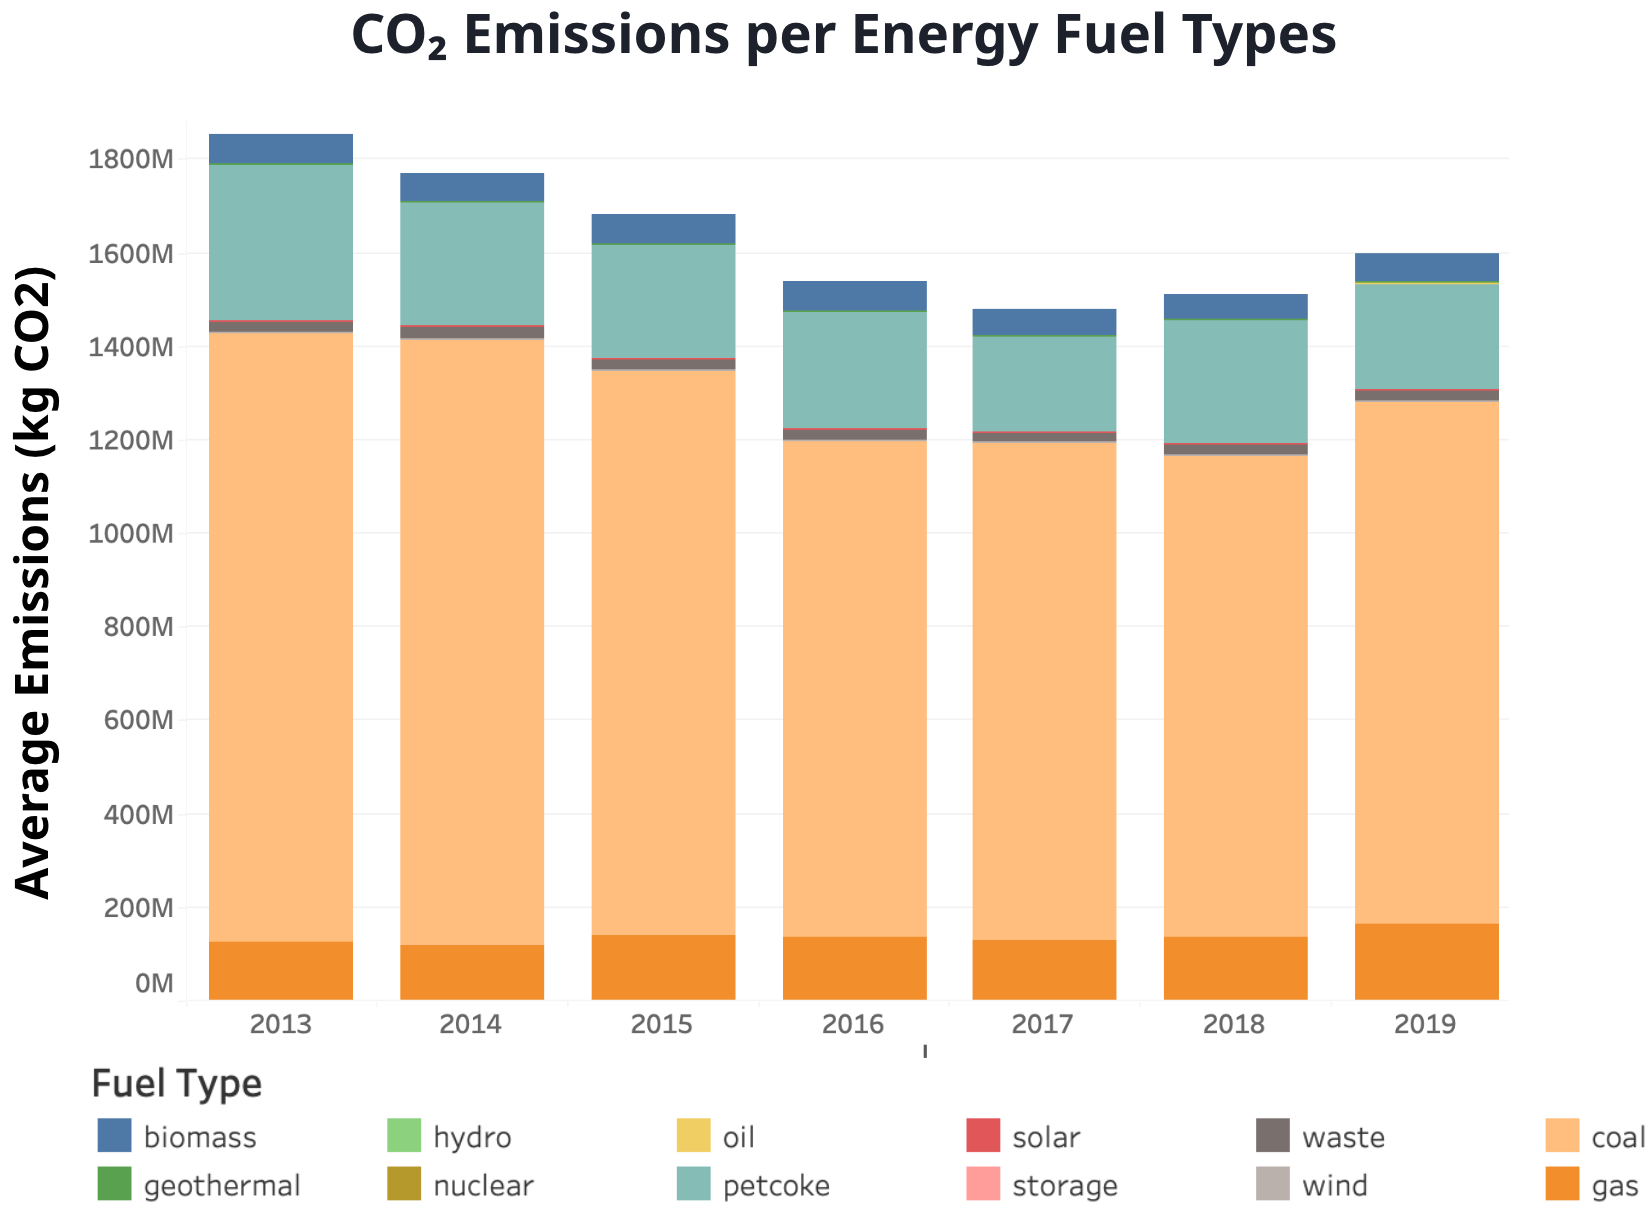 CO₂ Emissions per Energy Fuel Types
Average Emissions (kg CO2)
1800M
1600M
1400M
1200M
1000M
800M
600M
400M
200M
0M
2013 2014 2015 2016 2017 2018 2019
Fuel Type
biomass hydro oil solar waste coal
geothermal nuclear petcoke storage wind gas